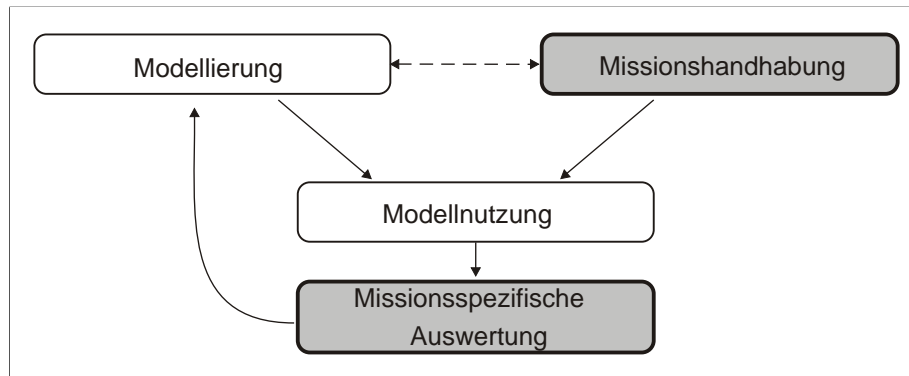 Modellierung
Missionshandhabung
Modellnutzung
Missionsspezifische
Auswertung